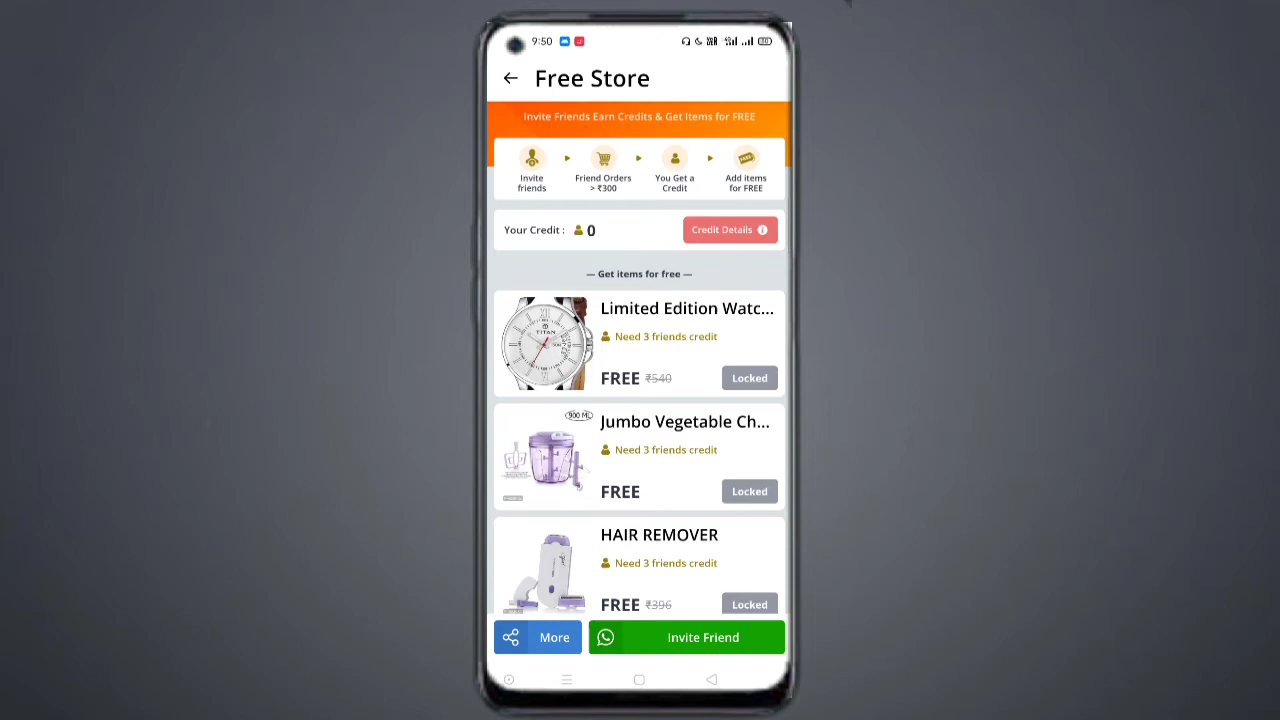 9:50
Free Store
Invite Friends Earn Credits & Get Items for FREE
Invite friends
Friend Orders > ₹300
You Get a Credit
Add items for FREE
Your Credit : 0
Credit Details
— Get items for free —
TITAN
Limited Edition Watc...
Need 3 friends credit
FREE ₹540
Locked
900 ML
Jumbo Vegetable Ch...
Need 3 friends credit
FREE
Locked
HAIR REMOVER
Need 3 friends credit
FREE ₹396
Locked
More
Invite Friend